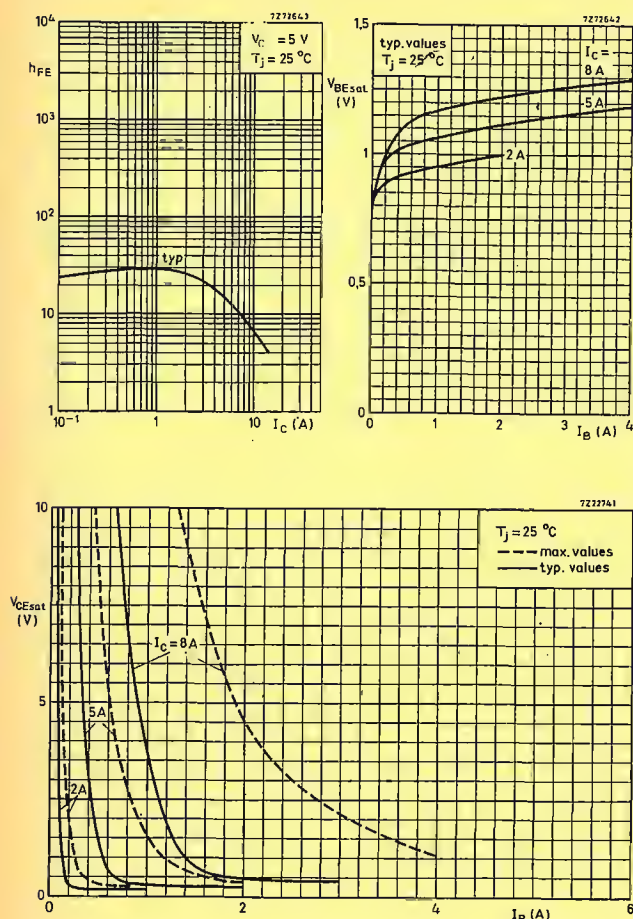 7Z72643
V_C = 5 V
T_j = 25 °C
10^4
h_FE
10^3
10^2
typ
10
1
10^-1
1
I_C (A)
10
7Z72642
1,5
typ. values
T_j = 25 °C
V_BEsat
(V)
I_C =
8 A
5 A
1
2 A
0,5
0
0
1
2
3
I_B (A)
4
7Z22741
10
T_j = 25 °C
max. values
typ. values
V_CEsat
(V)
I_C = 8 A
5
5A
2A
0
0
2
4
I_B (A)
6